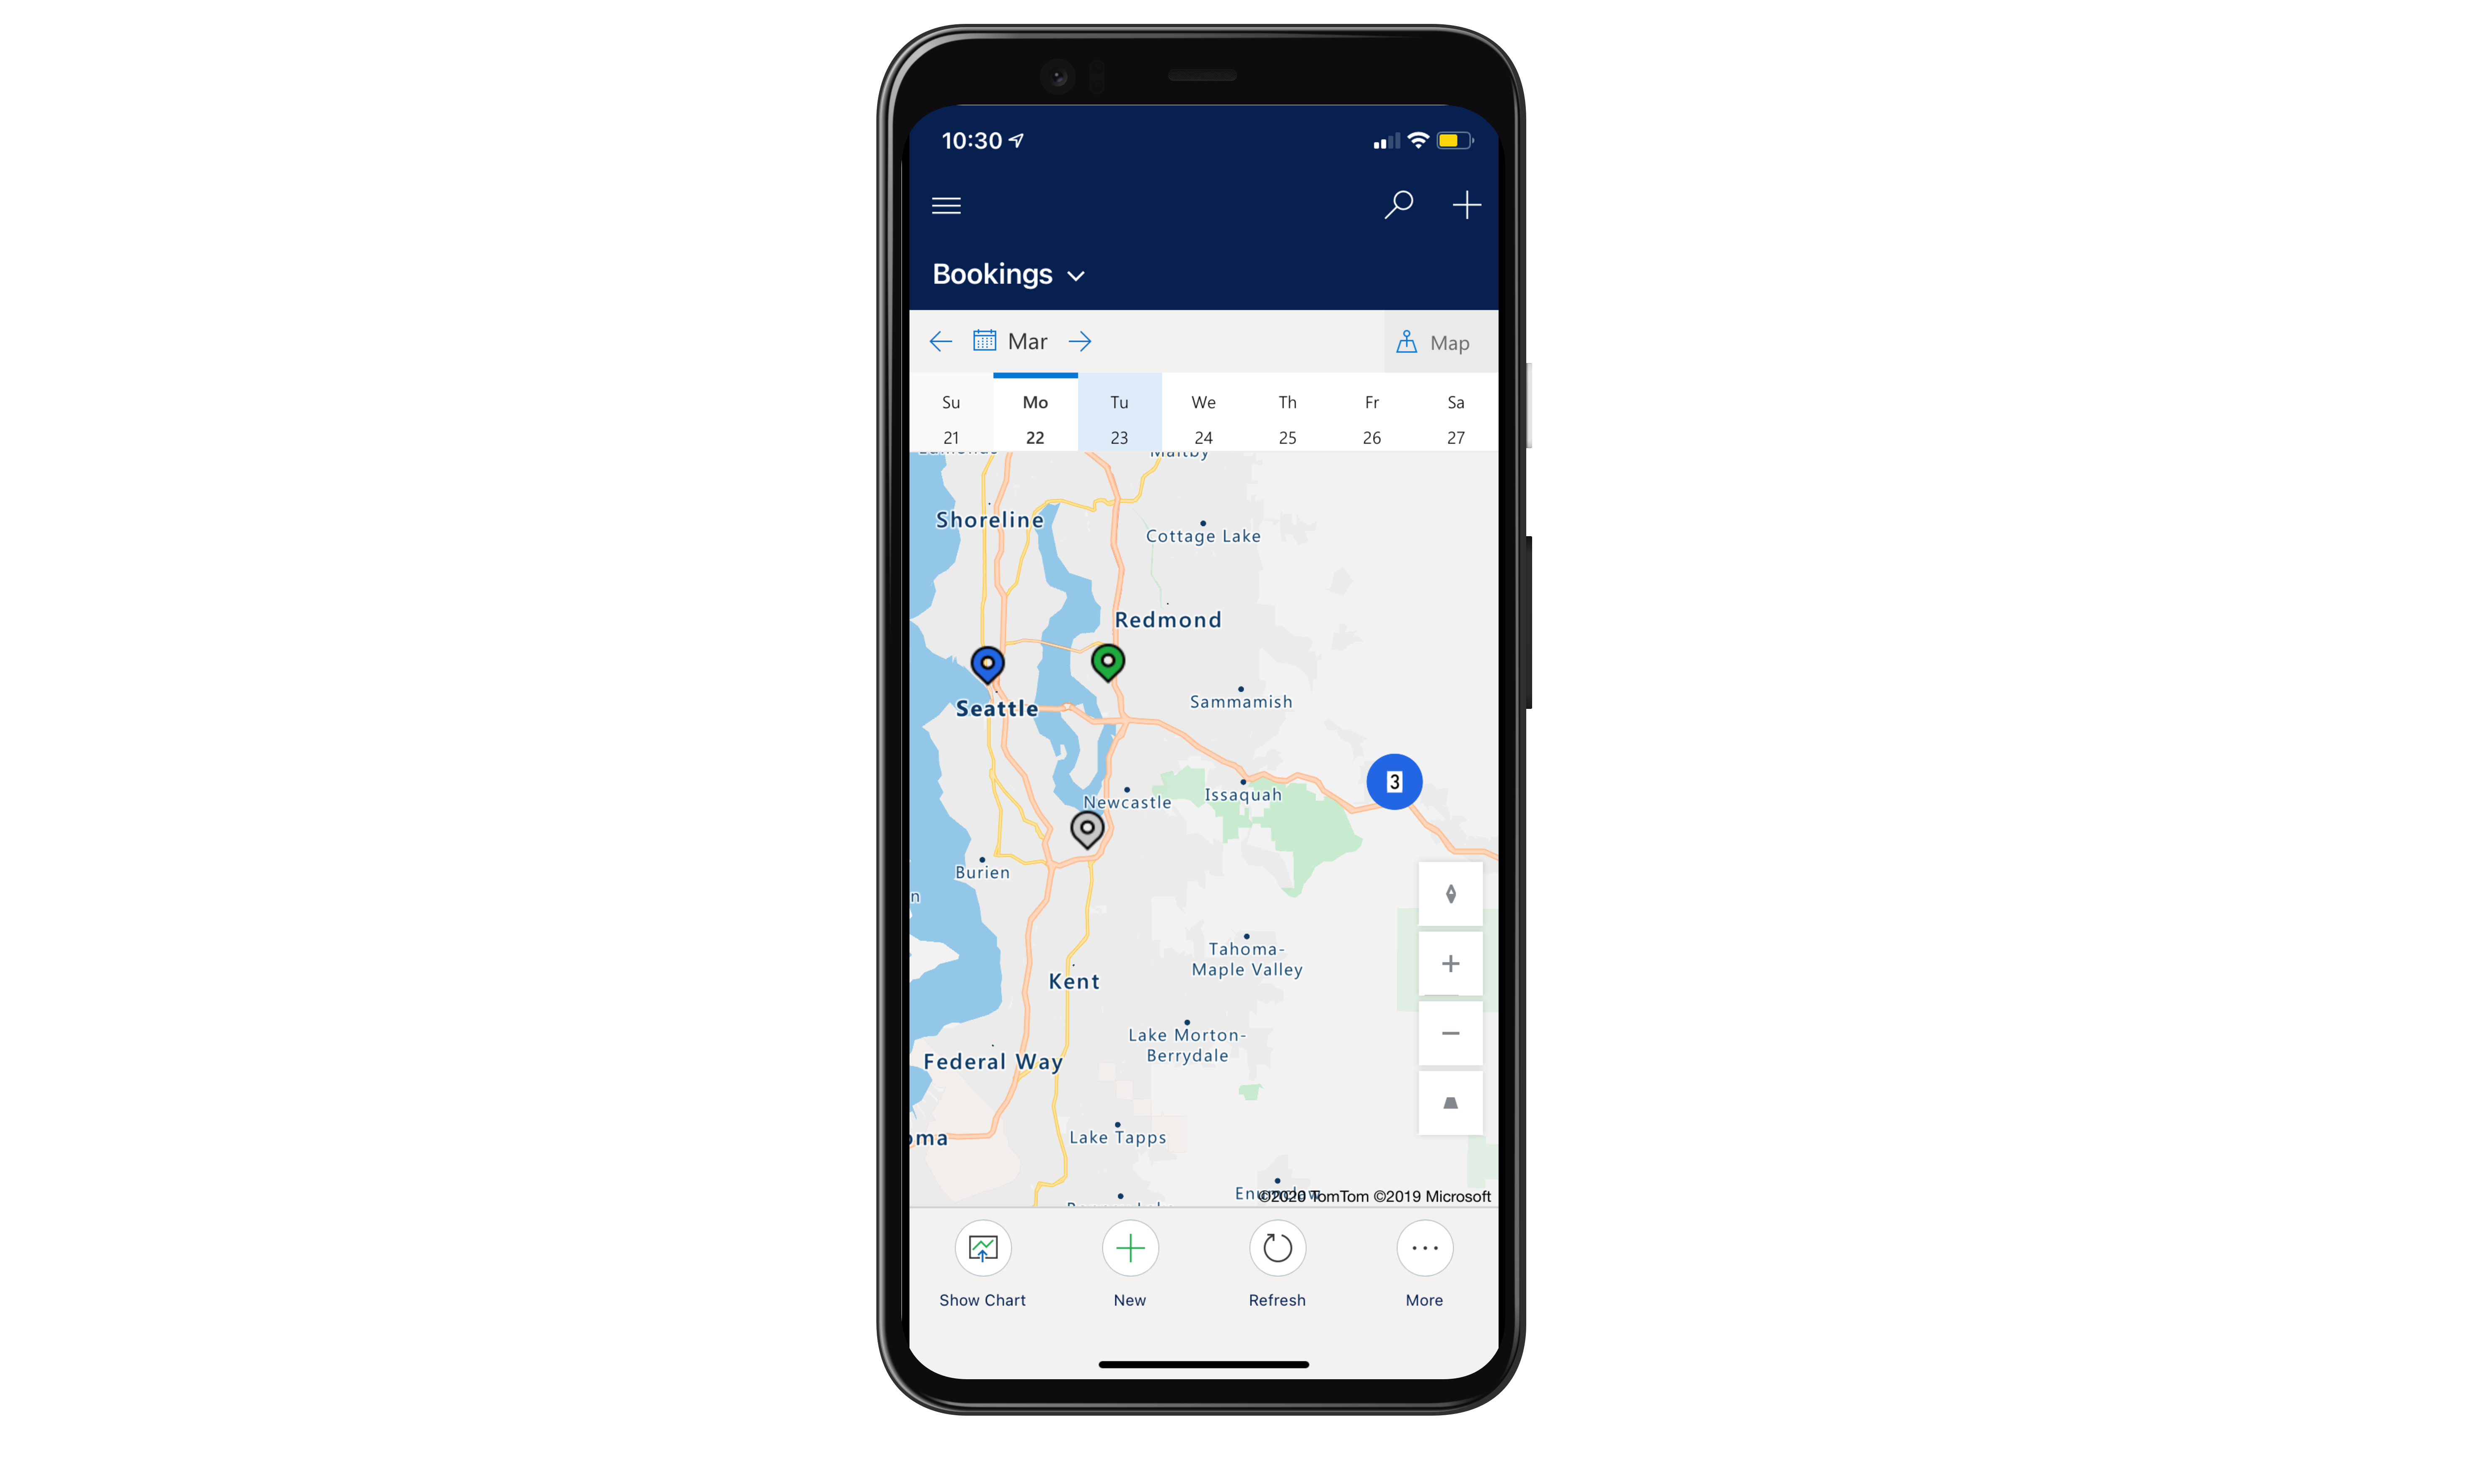 10:30
Bookings
Mar
Map
Su Mo Tu We Th Fr Sa
21 22 23 24 25 26 27
Maltby
Shoreline
Cottage Lake
Redmond
Seattle
Sammamish
3
Newcastle
Issaquah
Burien
n
Tahoma-
Maple Valley
Kent
Lake Morton-
Berrydale
Federal Way
oma
Lake Tapps
©2020 TomTom ©2019 Microsoft
Show Chart New Refresh More